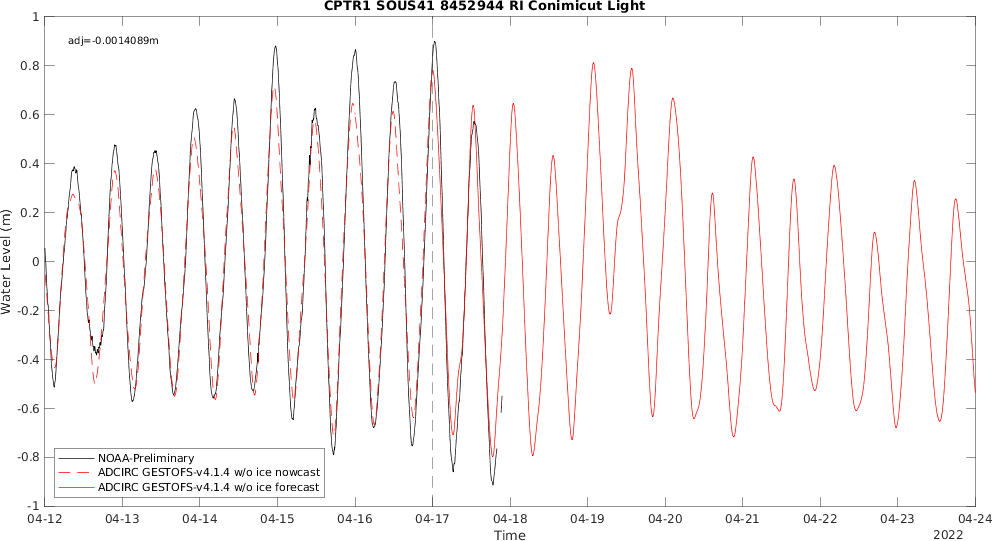 CPTR1 SOUS41 8452944 RI Conimicut Light
adj=-0.0014089m
1
0.8
0.6
0.4
0.2
0
-0.2
-0.4
-0.6
-0.8
-1
Water Level (m)
NOAA-Preliminary
ADCIRC GESTOFS-v4.1.4 w/o ice nowcast
ADCIRC GESTOFS-v4.1.4 w/o ice forecast
04-12 04-13 04-14 04-15 04-16 04-17 04-18 04-19 04-20 04-21 04-22 04-23 04-24
Time
2022